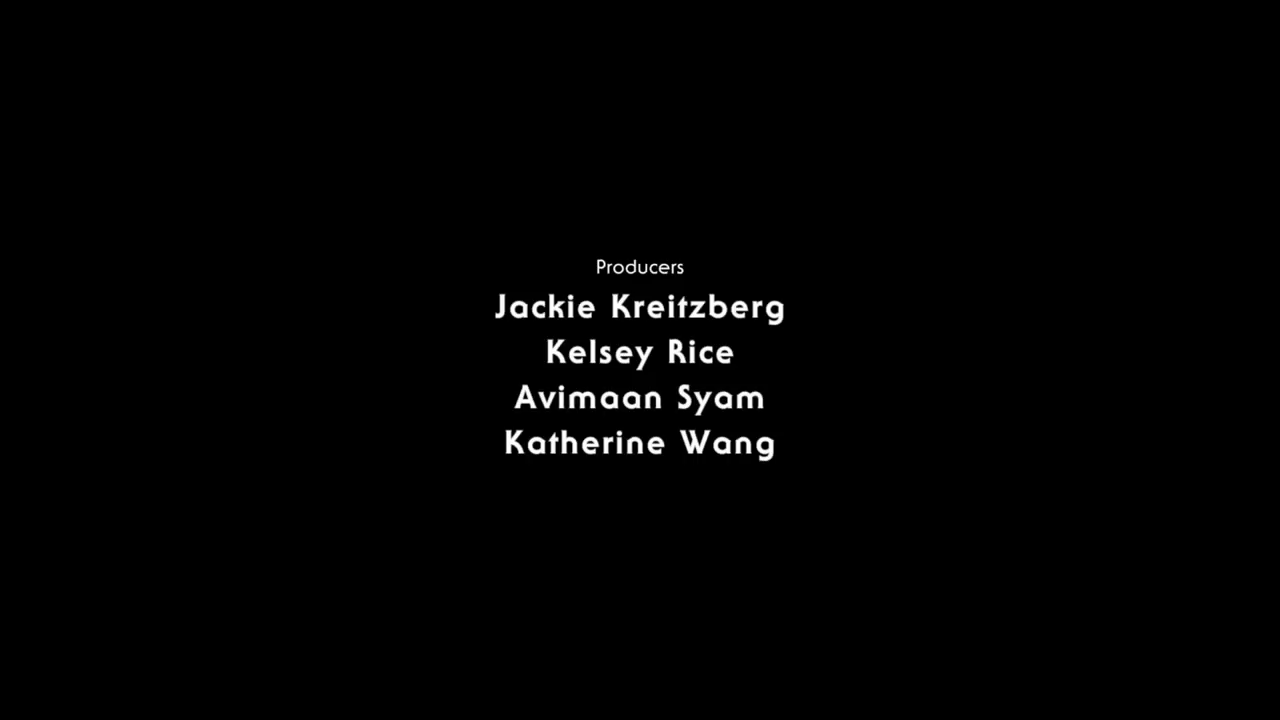 Producers
Jackie Kreitzberg
Kelsey Rice
Avimaan Syam
Katherine Wang